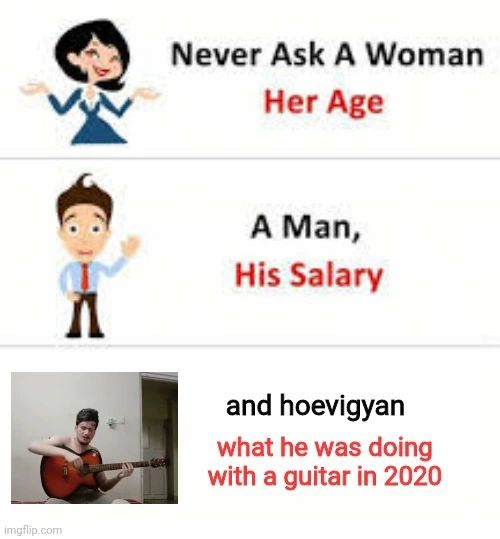 Never Ask A Woman
Her Age
A Man,
His Salary
and hoevigyan
what he was doing
with a guitar in 2020
imgflip.com